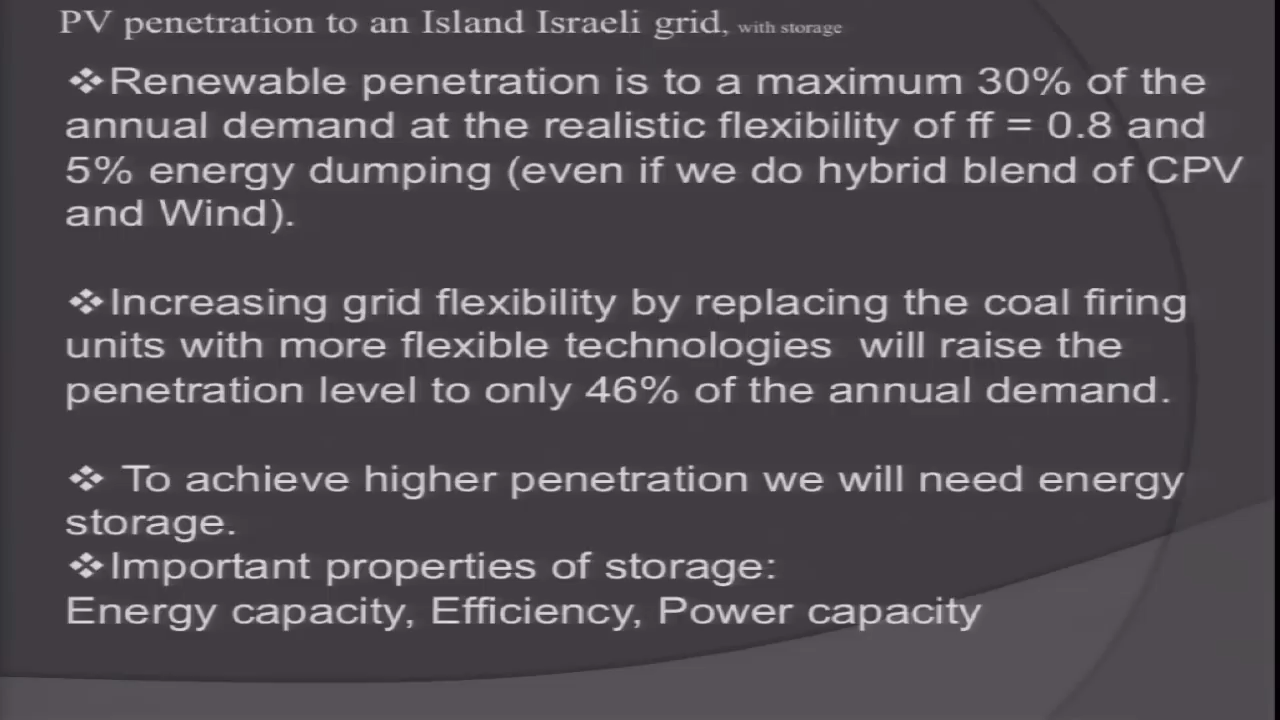 PV penetration to an Island Israeli grid, with storage
❖Renewable penetration is to a maximum 30% of the
annual demand at the realistic flexibility of ff = 0.8 and
5% energy dumping (even if we do hybrid blend of CPV
and Wind).
❖Increasing grid flexibility by replacing the coal firing
units with more flexible technologies will raise the
penetration level to only 46% of the annual demand.
❖ To achieve higher penetration we will need energy
storage.
❖Important properties of storage:
Energy capacity, Efficiency, Power capacity